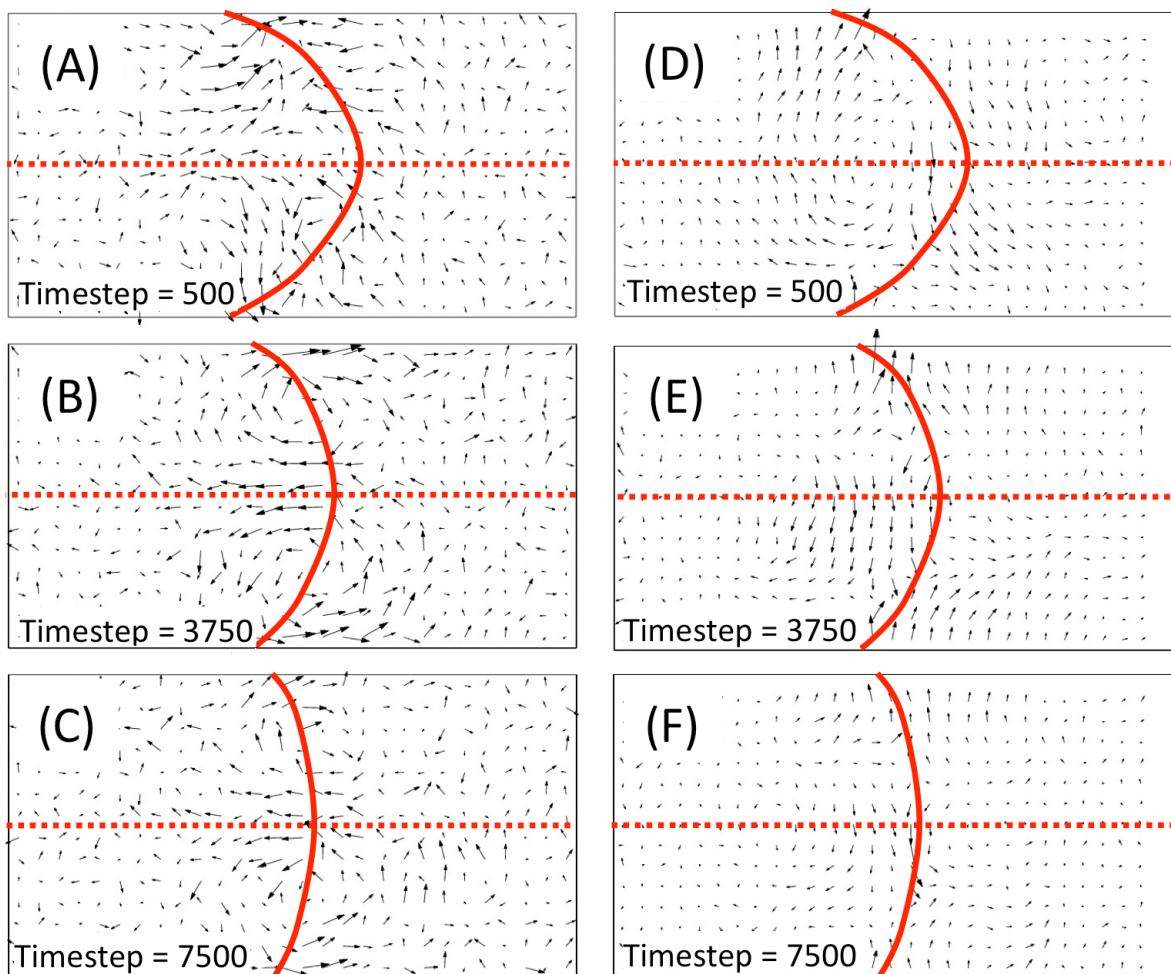 (A)
Timestep = 500
(D)
Timestep = 500
(B)
Timestep = 3750
(E)
Timestep = 3750
(C)
Timestep = 7500
(F)
Timestep = 7500